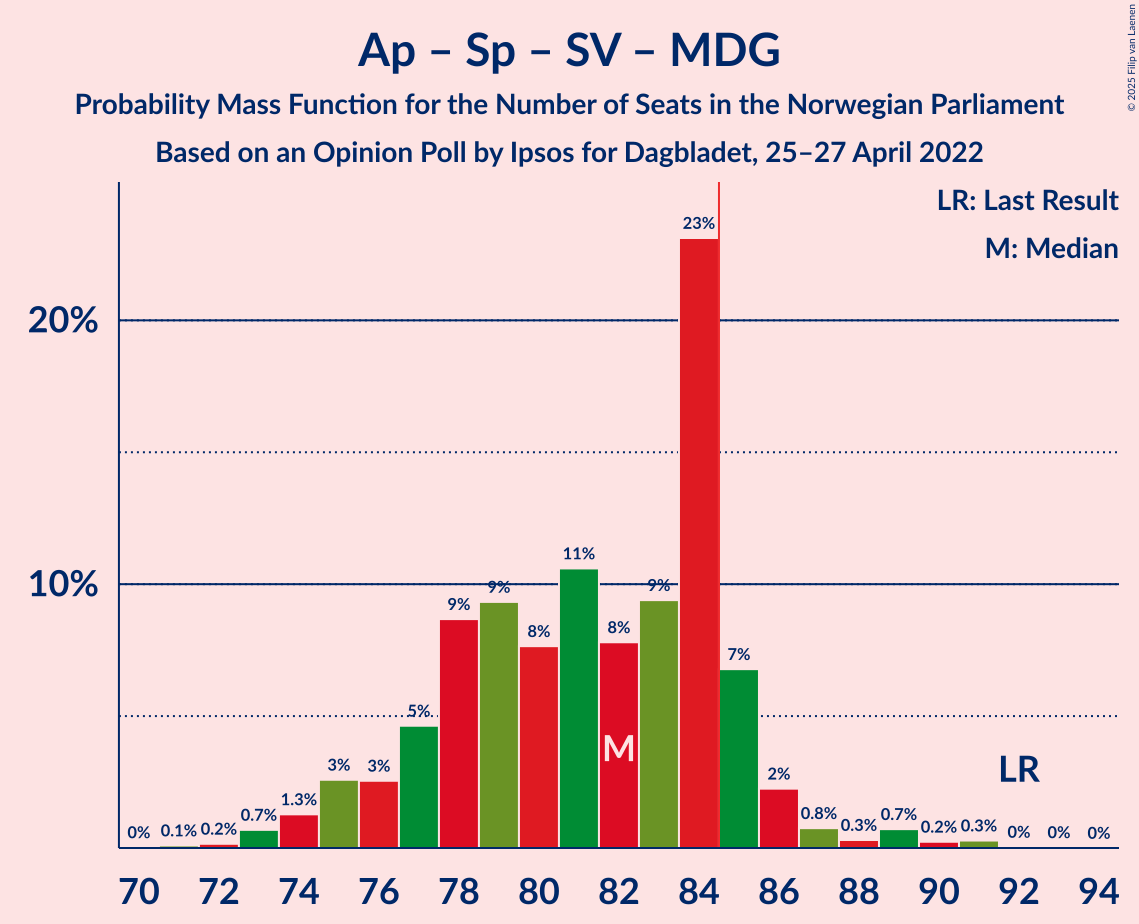 Ap – Sp – SV – MDG
Probability Mass Function for the Number of Seats in the Norwegian Parliament
Based on an Opinion Poll by Ipsos for Dagbladet, 25–27 April 2022
© 2025 Filip van Laenen
LR: Last Result
M: Median
20%
10%
0% 0.1% 0.2% 0.7% 1.3% 3% 3% 5% 9% 9% 8% 11% 8% 9% 23% 7% 2% 0.8% 0.3% 0.7% 0.2% 0.3% 0% 0% 0%
M
LR
70 72 74 76 78 80 82 84 86 88 90 92 94